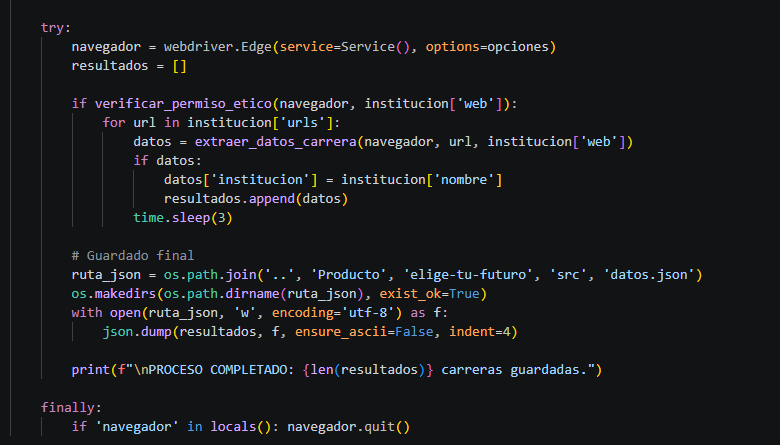 try:
navegador = webdriver.Edge(service=Service(), options=opciones)
resultados = []
if verificar_permiso_etico(navegador, institucion['web']):
for url in institucion['urls']:
datos = extraer_datos_carrera(navegador, url, institucion['web'])
if datos:
datos['institucion'] = institucion['nombre']
resultados.append(datos)
time.sleep(3)
# Guardado final
ruta_json = os.path.join('..', 'Producto', 'elige-tu-futuro', 'src', 'datos.json')
os.makedirs(os.path.dirname(ruta_json), exist_ok=True)
with open(ruta_json, 'w', encoding='utf-8') as f:
json.dump(resultados, f, ensure_ascii=False, indent=4)
print(f"\nPROCESO COMPLETADO: {len(resultados)} carreras guardadas.")
finally:
if 'navegador' in locals(): navegador.quit()